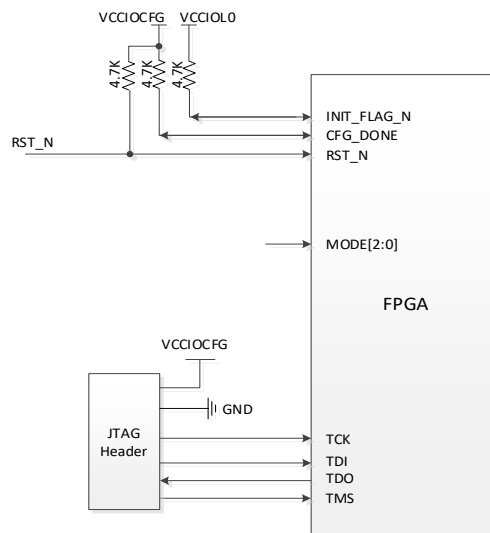 VCCIOCFG VCCIOL0
4.7K 4.7K 4.7K
INIT_FLAG_N
CFG_DONE
RST_N
RST_N
MODE[2:0]
FPGA
VCCIOCFG
GND
JTAG
Header
TCK
TDI
TDO
TMS